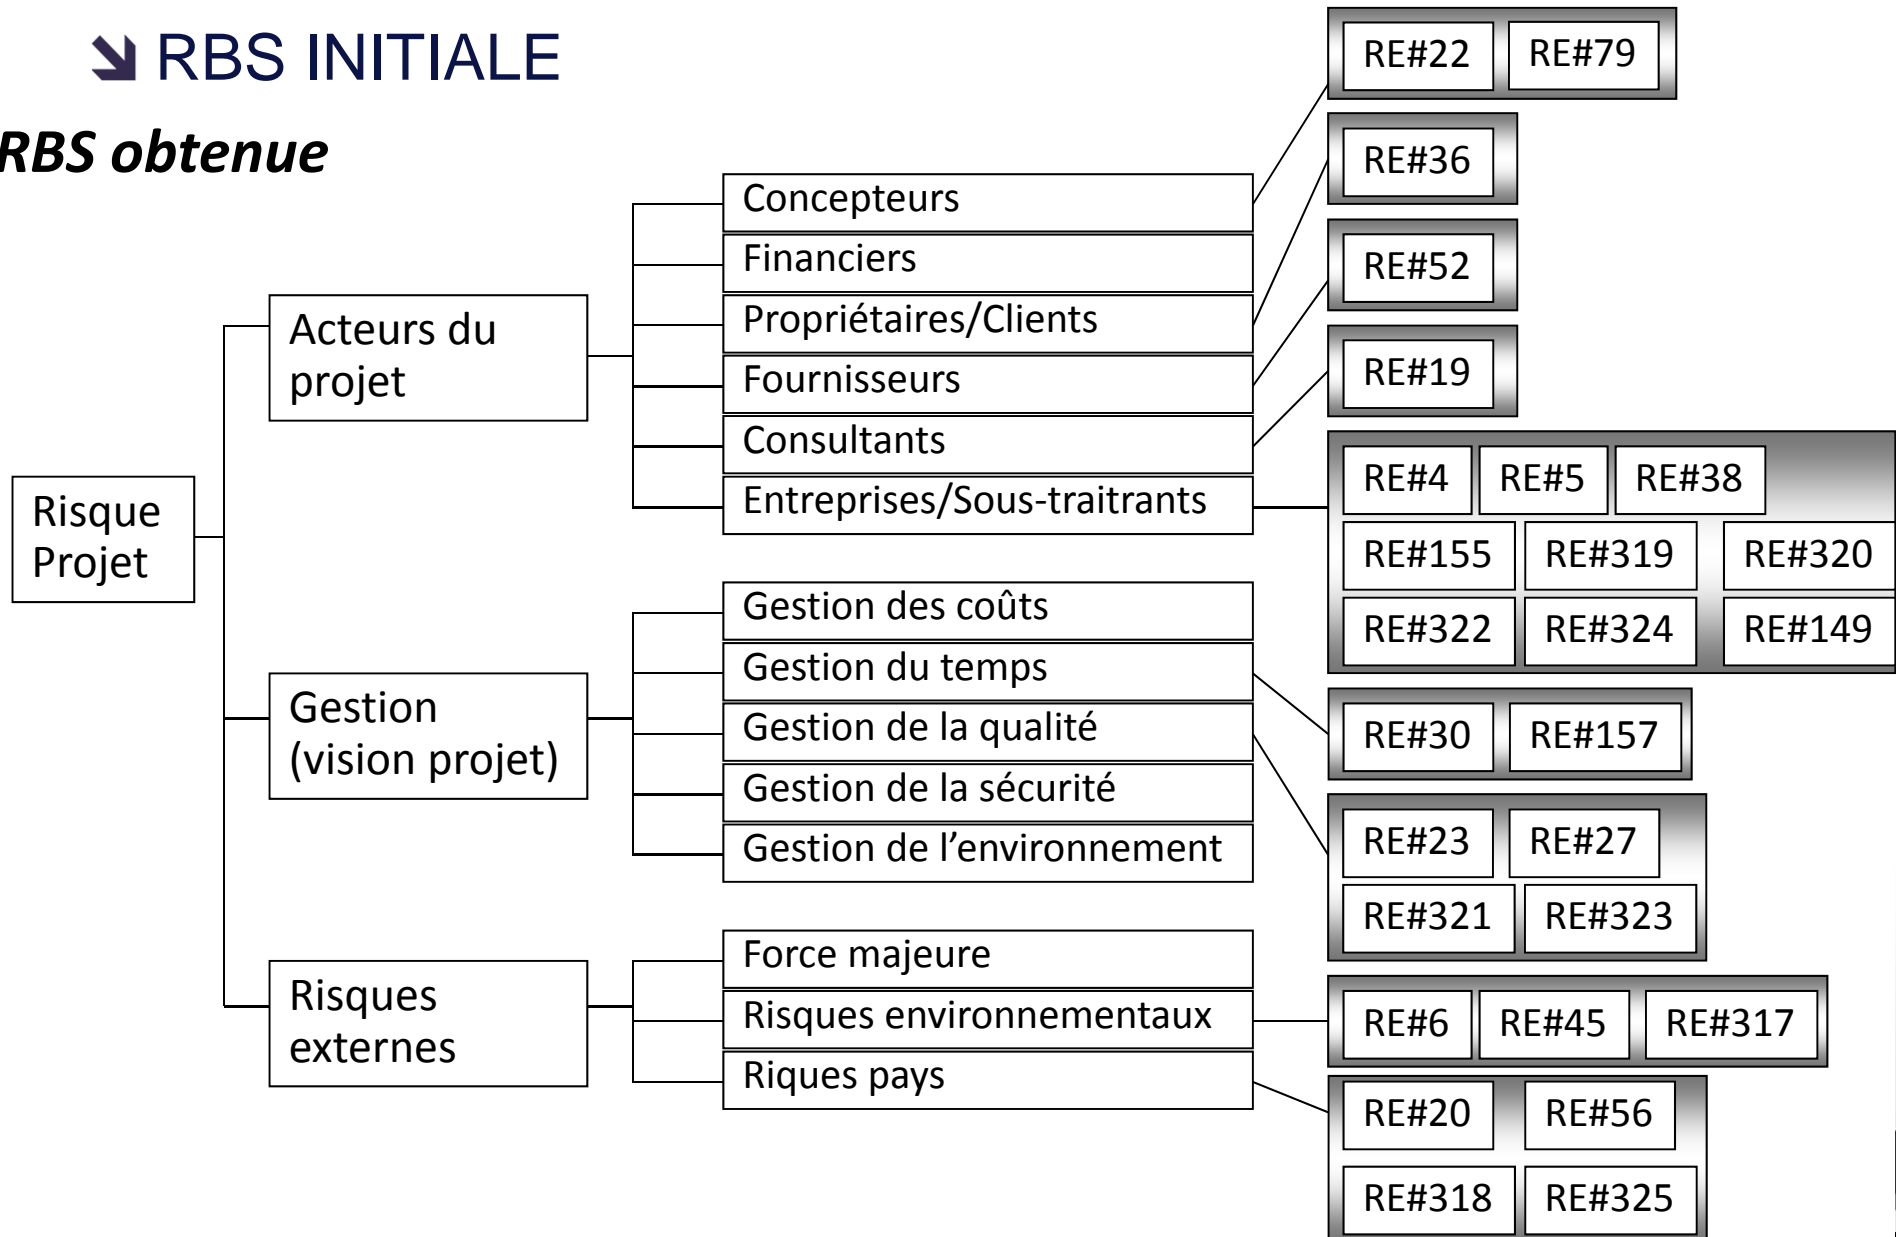 RBS INITIALE
RBS obtenue
Risque
Projet
Acteurs du
projet
Concepteurs
Financiers
Propriétaires/Clients
Fournisseurs
Consultants
Entreprises/Sous-traitrants
Gestion
(vision projet)
Gestion des coûts
Gestion du temps
Gestion de la qualité
Gestion de la sécurité
Gestion de l’environnement
Risques
externes
Force majeure
Risques environnementaux
Riques pays
RE#22 RE#79
RE#36
RE#52
RE#19
RE#4 RE#5 RE#38
RE#155 RE#319 RE#320
RE#322 RE#324 RE#149
RE#30 RE#157
RE#23 RE#27
RE#321 RE#323
RE#6 RE#45 RE#317
RE#20 RE#56
RE#318 RE#325